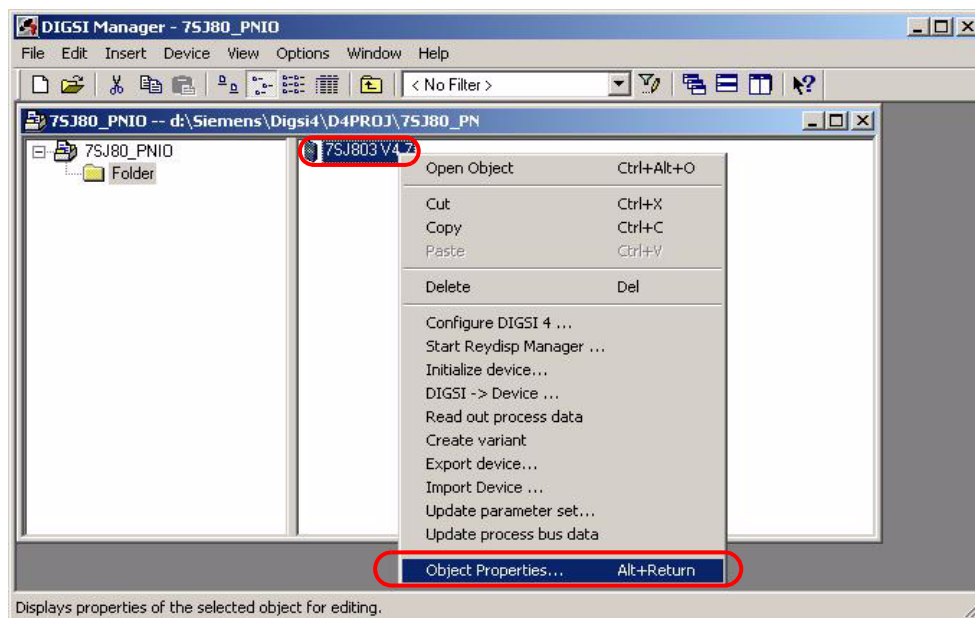 DIGSI Manager - 7SJ80_PNIO
File Edit Insert Device View Options Window Help
< No Filter >
7SJ80_PNIO -- d:\Siemens\Digsi4\D4PROJ\7SJ80_PN
7SJ80_PNIO
Folder
7SJ803 V4.7
Open Object Ctrl+Alt+O
Cut Ctrl+X
Copy Ctrl+C
Paste Ctrl+V
Delete Del
Configure DIGSI 4 ...
Start Reydisp Manager ...
Initialize device...
DIGSI -> Device ...
Read out process data
Create variant
Export device...
Import Device ...
Update parameter set...
Update process bus data
Object Properties... Alt+Return
Displays properties of the selected object for editing.